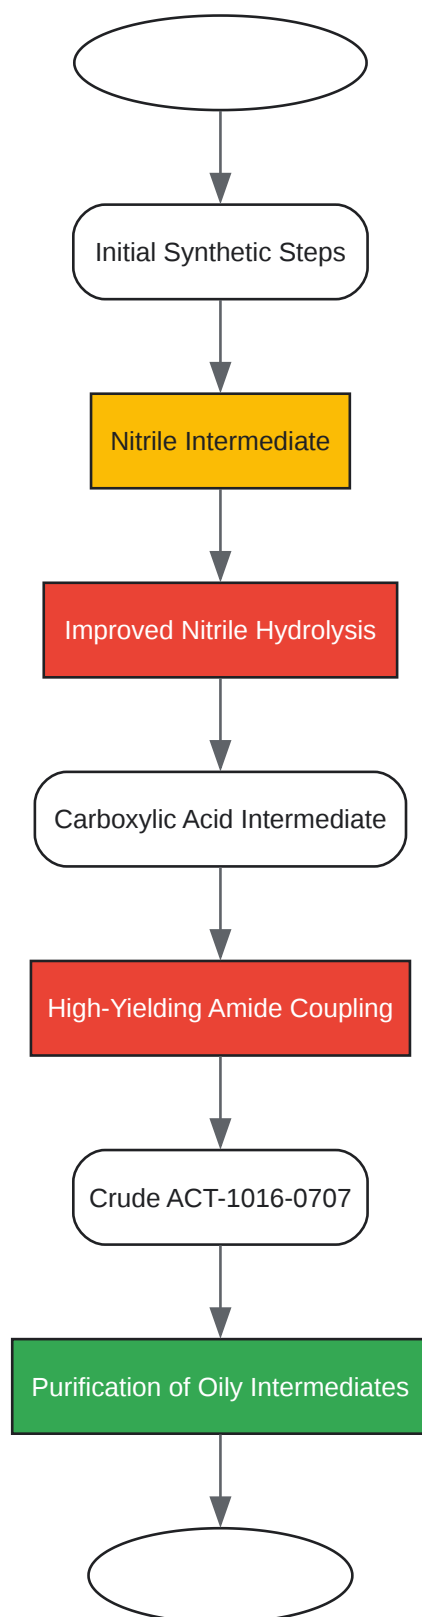 Initial Synthetic Steps
Nitrile Intermediate
Improved Nitrile Hydrolysis
Carboxylic Acid Intermediate
High-Yielding Amide Coupling
Crude ACT-1016-0707
Purification of Oily Intermediates